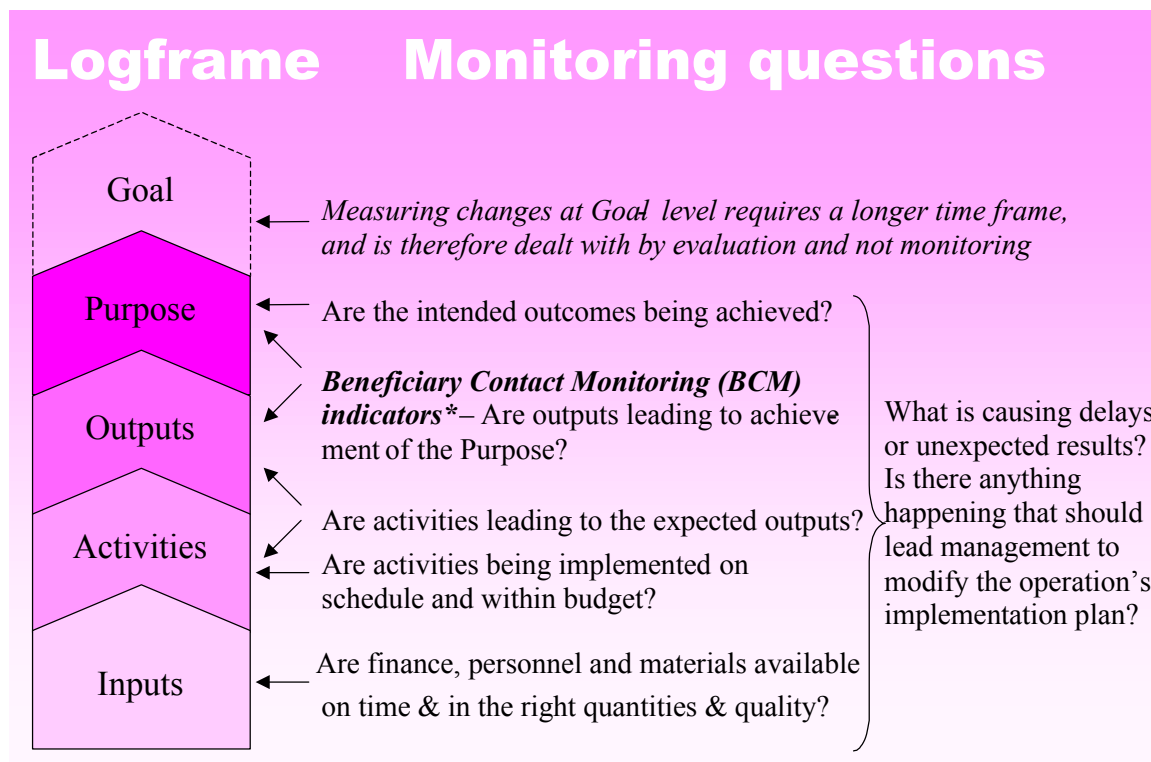 Logframe Monitoring questions
Goal
Measuring changes at Goal- level requires a longer time frame,
and is therefore dealt with by evaluation and not monitoring
Purpose
Are the intended outcomes being achieved?
Beneficiary Contact Monitoring (BCM)
indicators*– Are outputs leading to achieve-
ment of the Purpose?
Outputs
Are activities leading to the expected outputs?
Activities
Are activities being implemented on
schedule and within budget?
Inputs
Are finance, personnel and materials available
on time & in the right quantities & quality?
What is causing delays
or unexpected results?
Is there anything
happening that should
lead management to
modify the operation's
implementation plan?